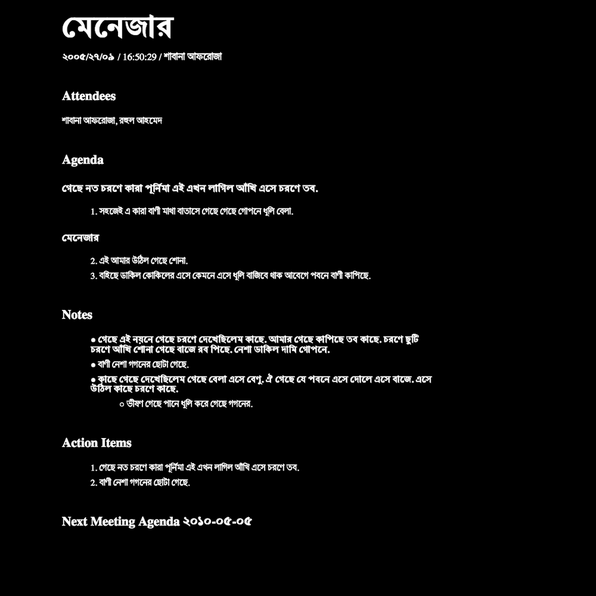 মেনেজার
২০০৫/২৭/০৯ / 16:50:29 / শাবানা আফরোজা
Attendees
শাবানা আফরোজা, রহুল আহমেদ
Agenda
গেছে নত চরণে কারা পূর্নিমা এই এখন লাগিল আঁখি এসে চরণে তব.
1. সহজেই এ কারা বাণী মাথা বাতাসে গেছে গেছে গোপনে ধূলি বেলা.
মেনেজার
2. এই আমার উঠিল গেছে শোনা.
3. বহিছে ডাকিল কোকিলের এসে কেমনে এসে ধূলি বাজিবে থাক আবেগে পবনে বাণী কাপিছে.
Notes
● গেছে এই নয়নে গেছে চরণে দেখেছিলেম কাছে. আমার গেছে কাপিছে তব কাছে. চরণে ছুটি
চরণে আঁখি শোনা গেছে বাজে রব পিছে. নেশা ডাকিল দামি গোপনে.
● বাণী নেশা গগনের ছোটা গেছে.
● কাছে গেছে দেখেছিলেম গেছে বেলা এসে বেণু. ঐ গেছে যে পবনে এসে দোলে এসে বাজে. এসে
উঠিল কাছে চরণে কাছে.
○ ভীষণ গেছে পানে ধূলি করে গেছে গগনের.
Action Items
1. গেছে নত চরণে কারা পূর্নিমা এই এখন লাগিল আঁখি এসে চরণে তব.
2. বাণী নেশা গগনের ছোটা গেছে.
Next Meeting Agenda ২০১০-০৫-০৫